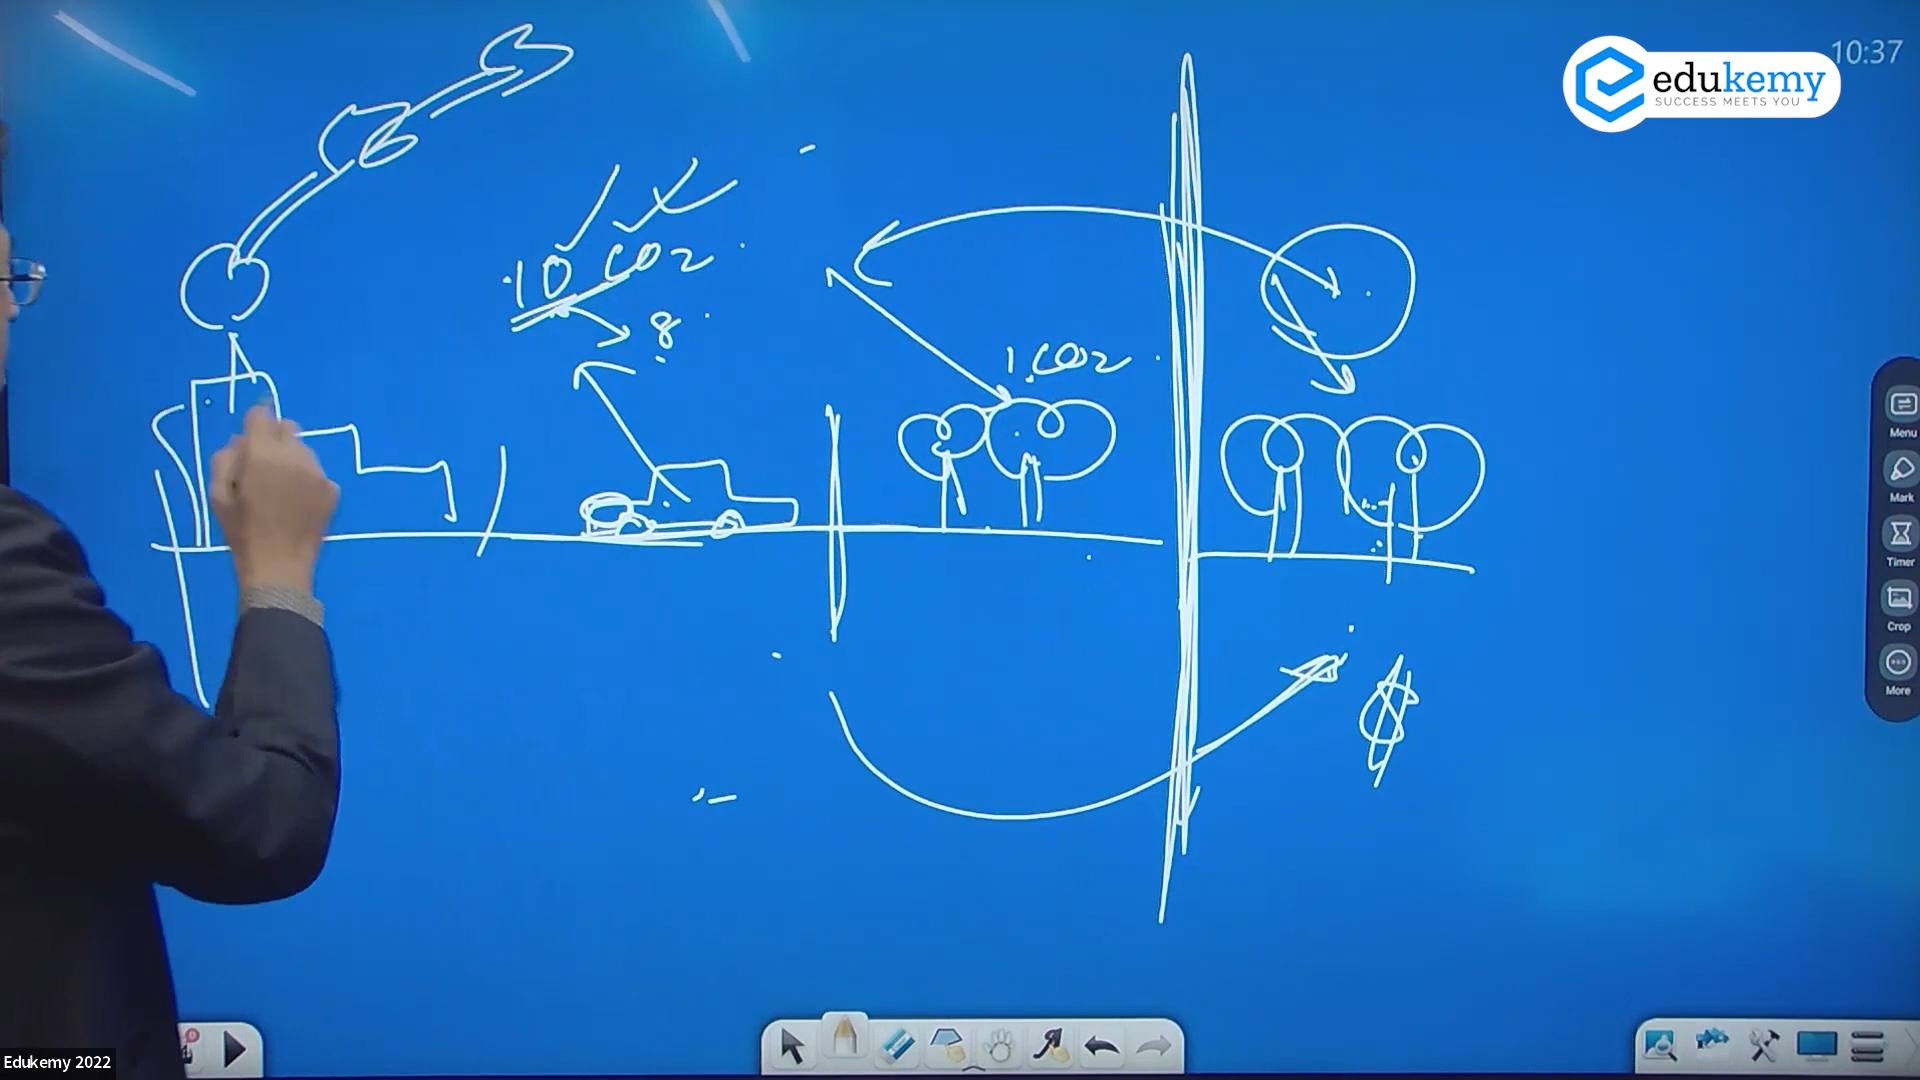 10:37
edukemy
SUCCESS MEETS YOU
10 CO2
8
1 CO2
$
Menu
Mark
Timer
Crop
More
Edukemy 2022